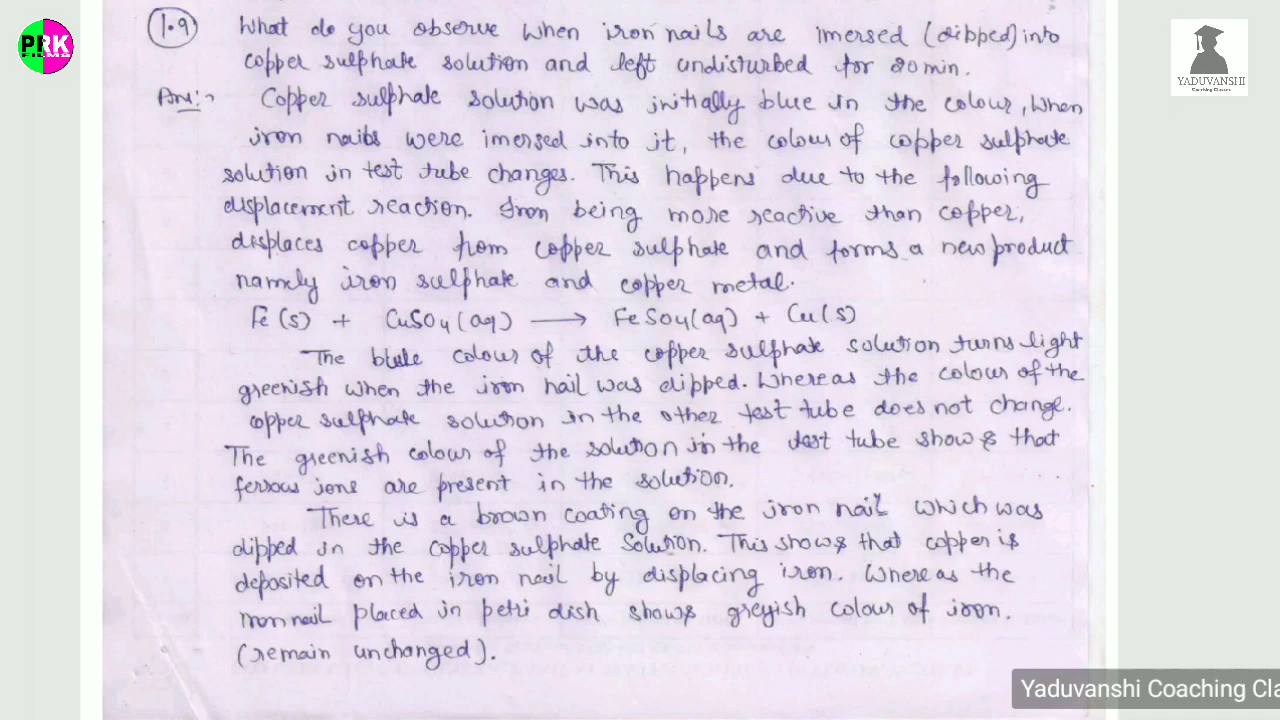 PRK
FILMS
YADUVANSHI
Coaching Classes
1.9 What do you observe when iron nails are imersed (dipped) into
copper sulphate solution and left undisturbed for 20 min.
Ans:- Copper sulphate solution was initially blue in the colour, when
iron nails were imersed into it, the colour of copper sulphate
solution in test tube changes. This happens due to the following
displacement reaction. Iron being more reactive than copper,
displaces copper from copper sulphate and forms a new product
namely iron sulphate and copper metal.
Fe (s) + CuSO4 (aq) ⟶ FeSO4 (aq) + Cu (s)
The blue colour of the copper sulphate solution turns light
greenish when the iron nail was dipped. Whereas the colour of the
copper sulphate solution in the other test tube does not change.
The greenish colour of the solution in the test tube shows that
ferrous ions are present in the solution.
There is a brown coating on the iron nail which was
dipped in the copper sulphate solution. This shows that copper is
deposited on the iron nail by displacing iron. Whereas the
iron nail placed in petri dish shows greyish colour of iron.
(remain unchanged).
Yaduvanshi Coaching Cla